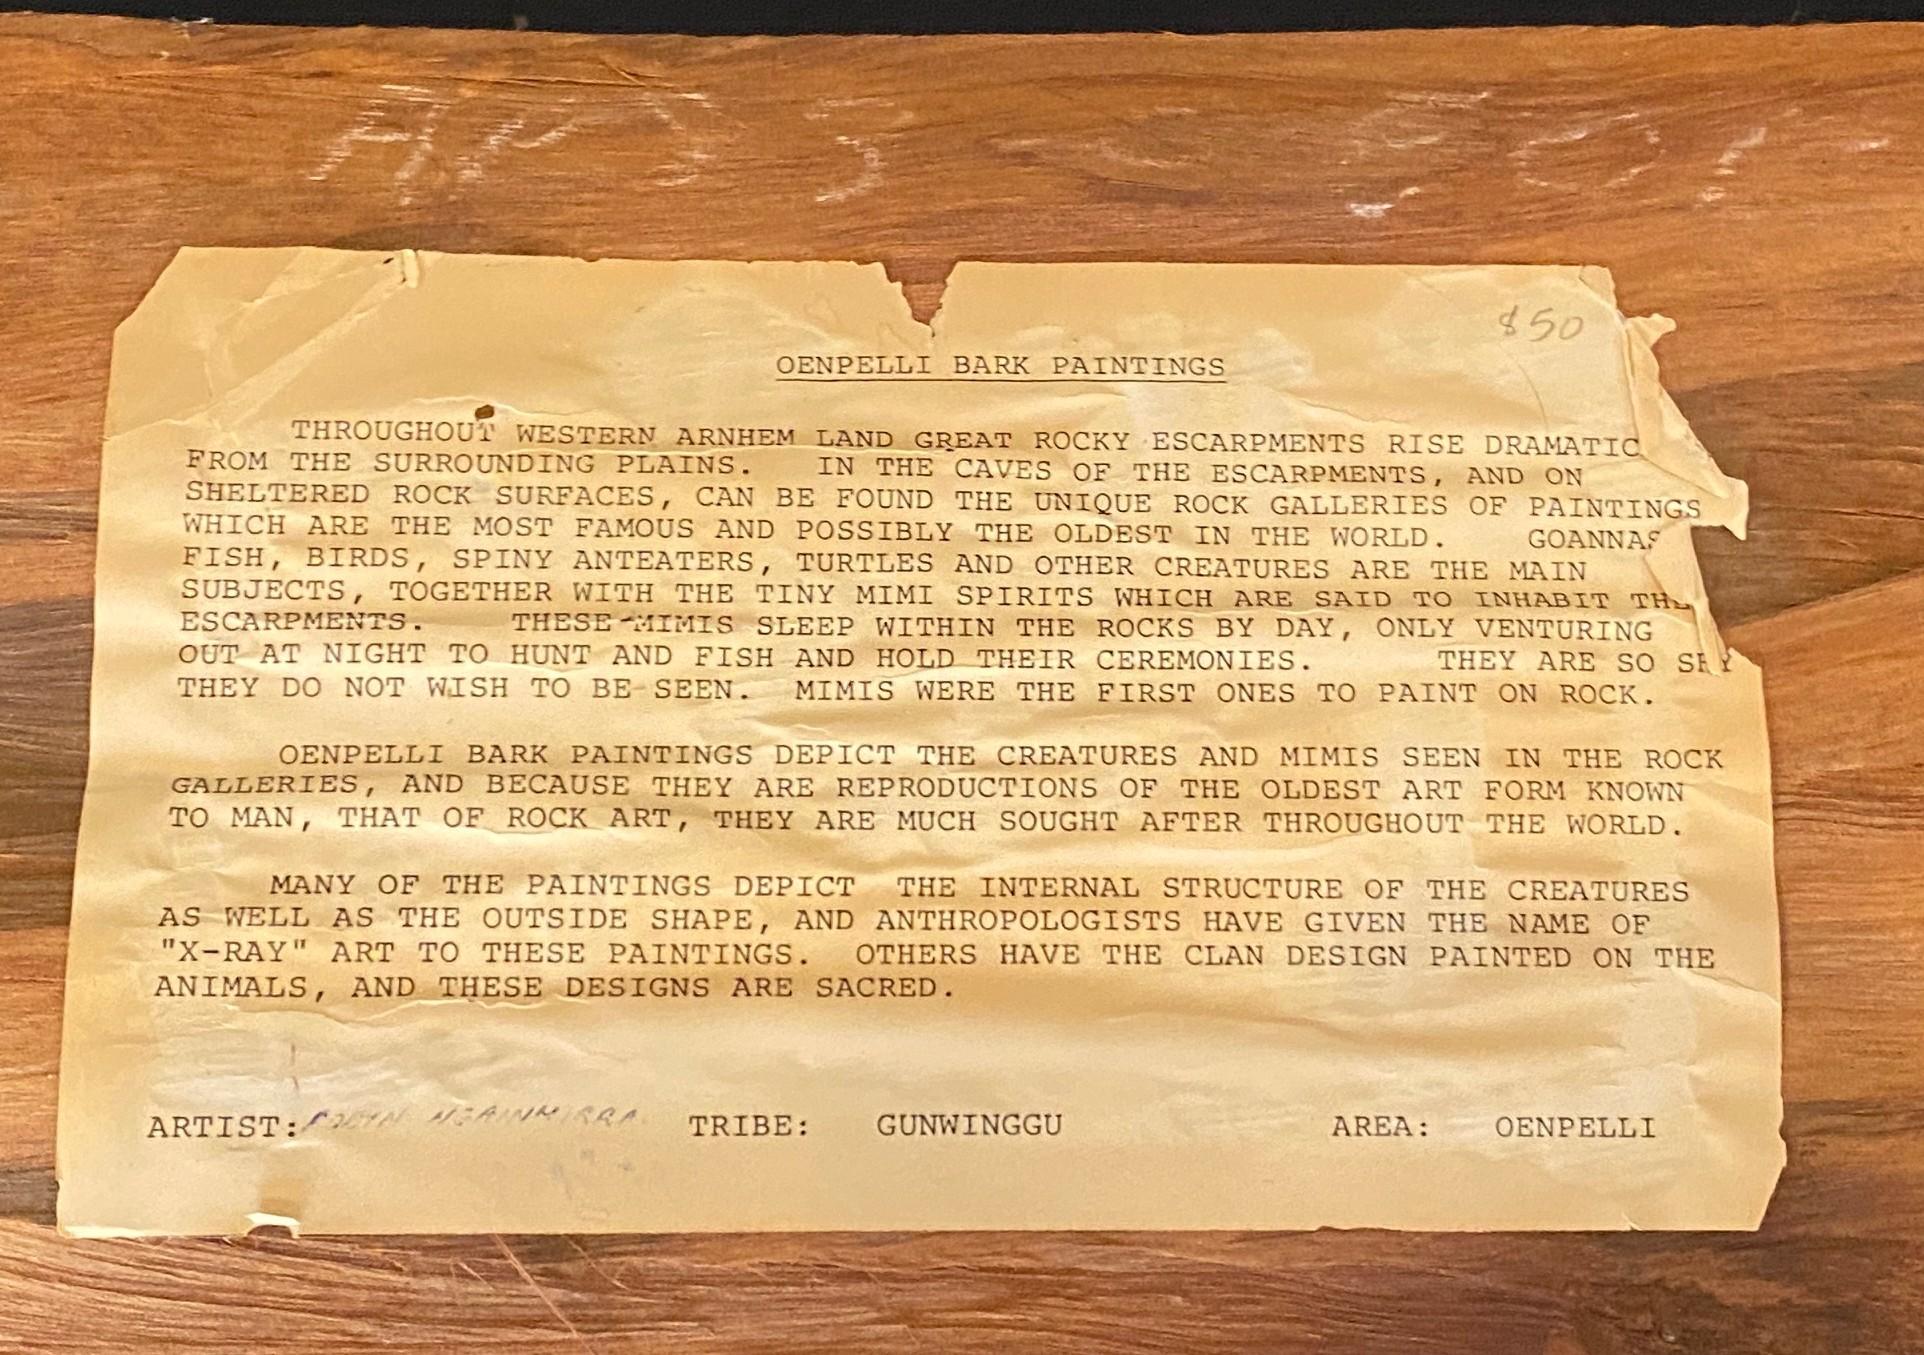 $50
OENPELLI BARK PAINTINGS
THROUGHOUT WESTERN ARNHEM LAND GREAT ROCKY ESCARPMENTS RISE DRAMATIC
FROM THE SURROUNDING PLAINS. IN THE CAVES OF THE ESCARPMENTS, AND ON
SHELTERED ROCK SURFACES, CAN BE FOUND THE UNIQUE ROCK GALLERIES OF PAINTINGS
WHICH ARE THE MOST FAMOUS AND POSSIBLY THE OLDEST IN THE WORLD. GOANNAS
FISH, BIRDS, SPINY ANTEATERS, TURTLES AND OTHER CREATURES ARE THE MAIN
SUBJECTS, TOGETHER WITH THE TINY MIMI SPIRITS WHICH ARE SAID TO INHABIT THE
ESCARPMENTS. THESE MIMIS SLEEP WITHIN THE ROCKS BY DAY, ONLY VENTURING
OUT AT NIGHT TO HUNT AND FISH AND HOLD THEIR CEREMONIES. THEY ARE SO SHY
THEY DO NOT WISH TO BE SEEN. MIMIS WERE THE FIRST ONES TO PAINT ON ROCK.
OENPELLI BARK PAINTINGS DEPICT THE CREATURES AND MIMIS SEEN IN THE ROCK
GALLERIES, AND BECAUSE THEY ARE REPRODUCTIONS OF THE OLDEST ART FORM KNOWN
TO MAN, THAT OF ROCK ART, THEY ARE MUCH SOUGHT AFTER THROUGHOUT THE WORLD.
MANY OF THE PAINTINGS DEPICT THE INTERNAL STRUCTURE OF THE CREATURES
AS WELL AS THE OUTSIDE SHAPE, AND ANTHROPOLOGISTS HAVE GIVEN THE NAME OF
"X-RAY" ART TO THESE PAINTINGS. OTHERS HAVE THE CLAN DESIGN PAINTED ON THE
ANIMALS, AND THESE DESIGNS ARE SACRED.
ARTIST: ROBYN NGAINMIRRA TRIBE: GUNWINGGU AREA: OENPELLI